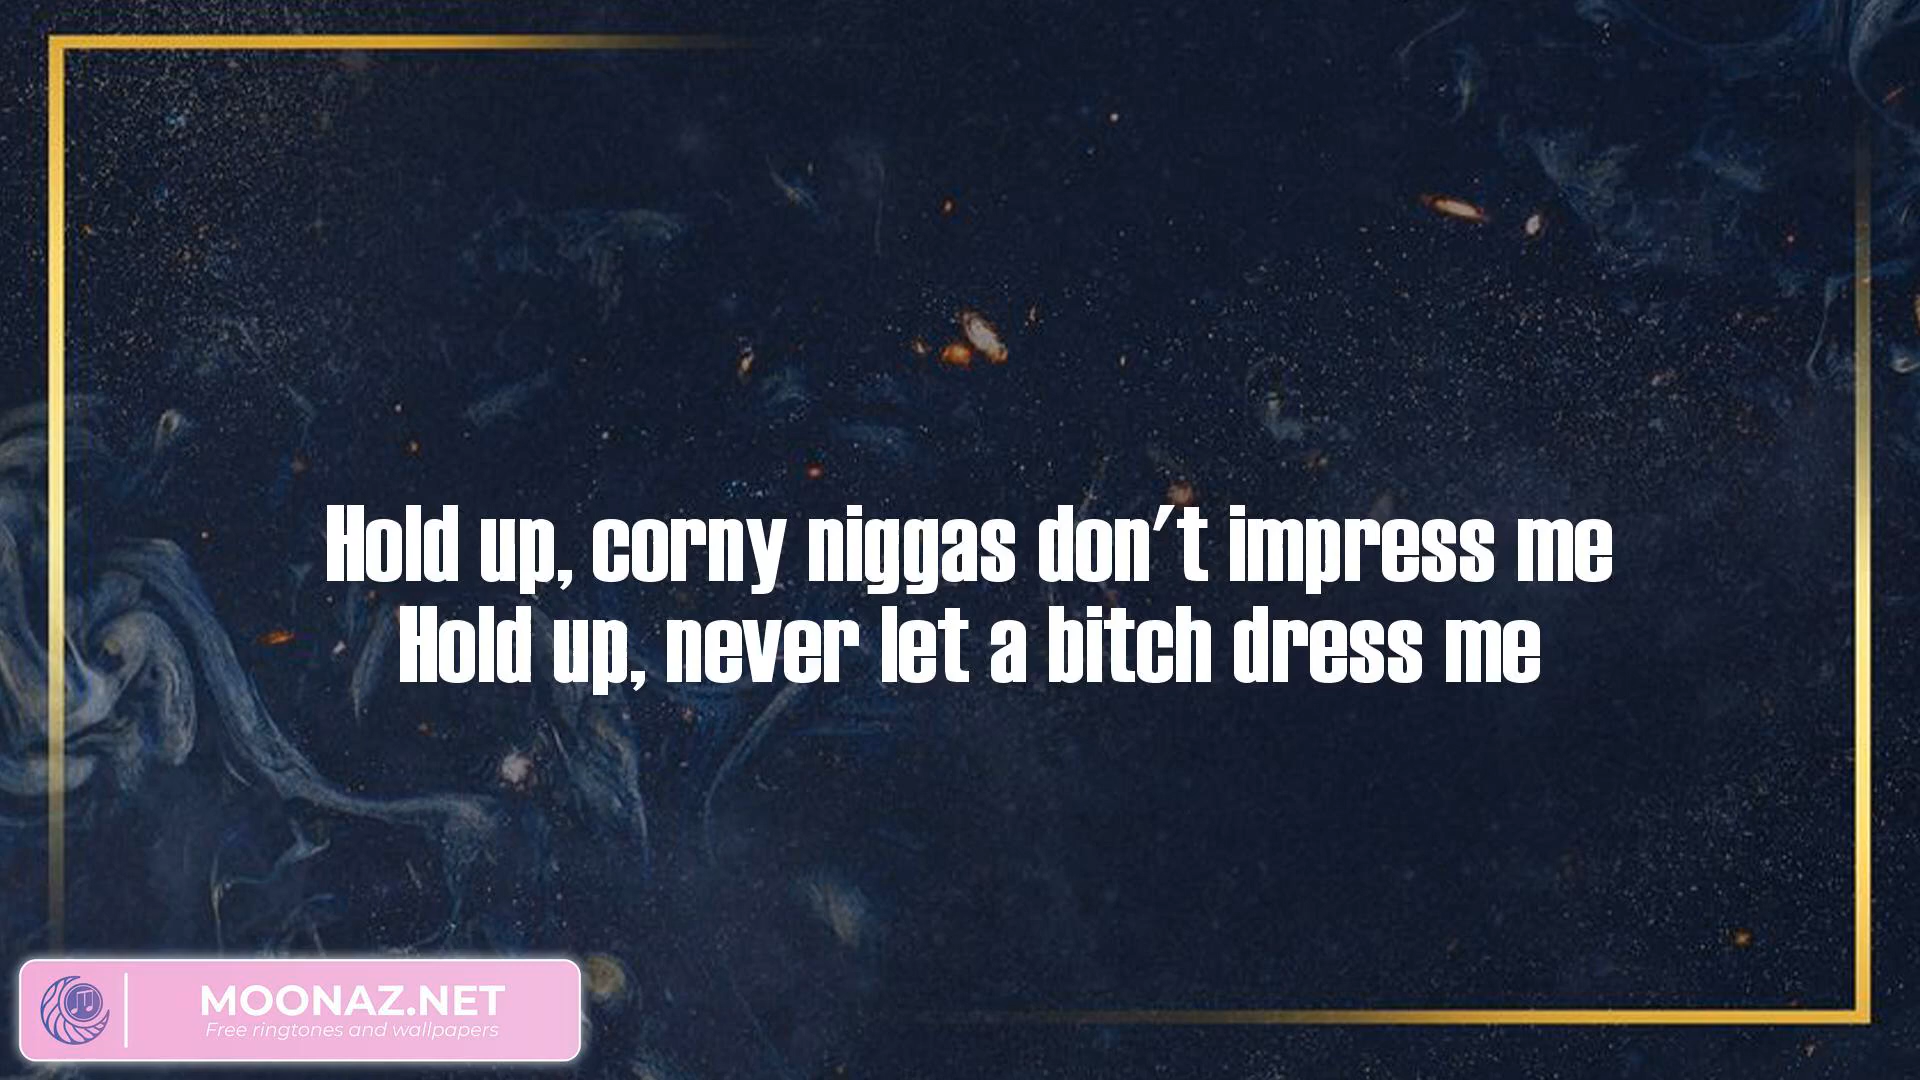 Hold up, corny niggas don't impress me
Hold up, never let a bitch dress me
MOONAZ.NET
Free ringtones and wallpapers